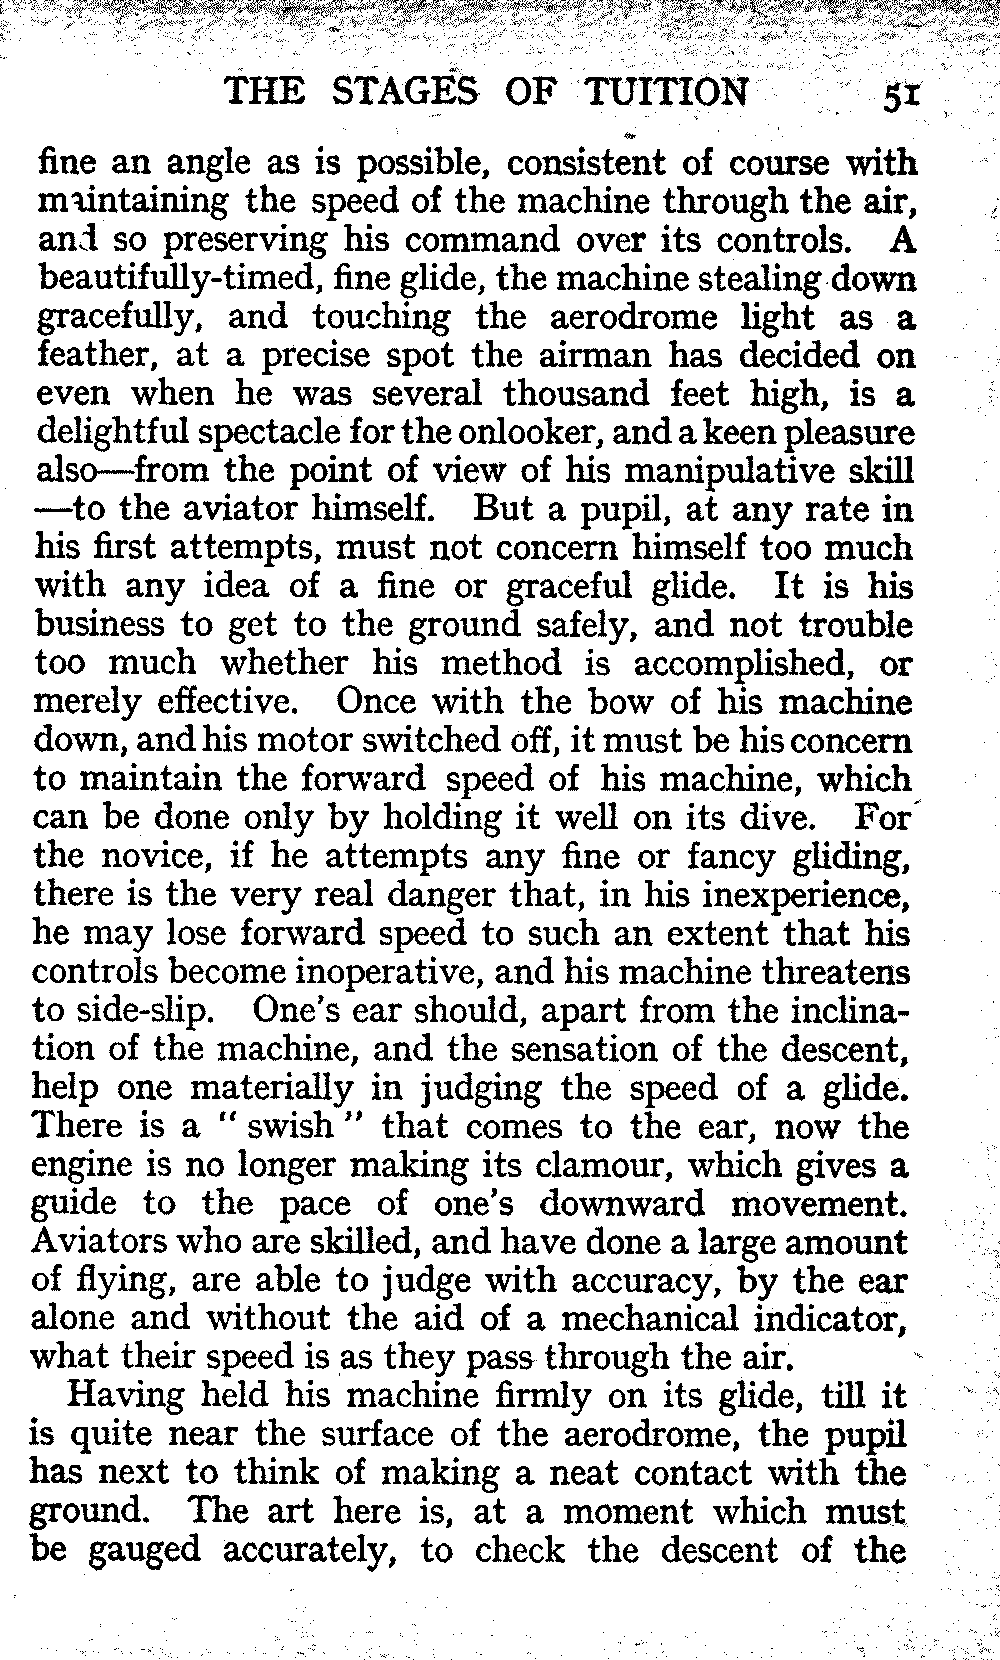 THE STAGES OF TUITION 51
fine an angle as is possible, consistent of course with
maintaining the speed of the machine through the air,
and so preserving his command over its controls. A
beautifully-timed, fine glide, the machine stealing down
gracefully, and touching the aerodrome light as a
feather, at a precise spot the airman has decided on
even when he was several thousand feet high, is a
delightful spectacle for the onlooker, and a keen pleasure
also—from the point of view of his manipulative skill
—to the aviator himself. But a pupil, at any rate in
his first attempts, must not concern himself too much
with any idea of a fine or graceful glide. It is his
business to get to the ground safely, and not trouble
too much whether his method is accomplished, or
merely effective. Once with the bow of his machine
down, and his motor switched off, it must be his concern
to maintain the forward speed of his machine, which
can be done only by holding it well on its dive. For
the novice, if he attempts any fine or fancy gliding,
there is the very real danger that, in his inexperience,
he may lose forward speed to such an extent that his
controls become inoperative, and his machine threatens
to side-slip. One's ear should, apart from the inclina-
tion of the machine, and the sensation of the descent,
help one materially in judging the speed of a glide.
There is a “ swish ” that comes to the ear, now the
engine is no longer making its clamour, which gives a
guide to the pace of one's downward movement.
Aviators who are skilled, and have done a large amount
of flying, are able to judge with accuracy, by the ear
alone and without the aid of a mechanical indicator,
what their speed is as they pass through the air.
Having held his machine firmly on its glide, till it
is quite near the surface of the aerodrome, the pupil
has next to think of making a neat contact with the
ground. The art here is, at a moment which must
be gauged accurately, to check the descent of the